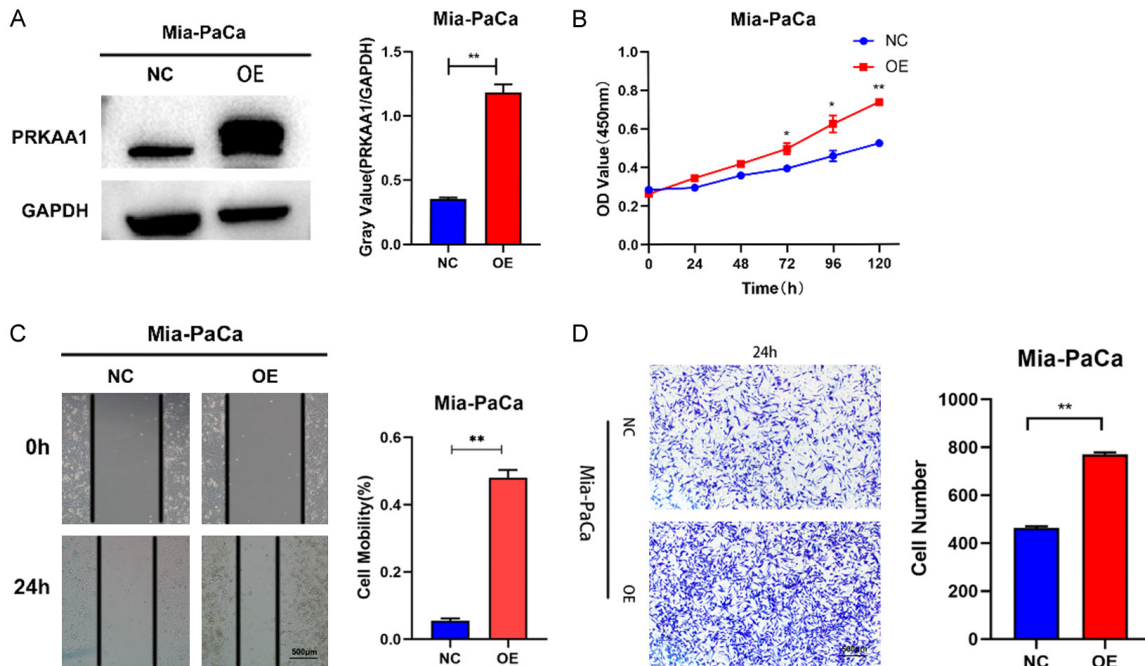 A
Mia-PaCa
NC OE
PRKAA1
GAPDH
Mia-PaCa
**
Gray Value(PRKAA1/GAPDH)
1.5
1.0
0.5
0.0
NC OE
B
Mia-PaCa
NC
OE
OD Value(450nm)
1.0
0.8
0.6
0.4
0.2
0.0
* * **
0 24 48 72 96 120
Time(h)
C
Mia-PaCa
NC OE
0h
24h
500μm
Mia-PaCa
**
Cell Mobility(%)
0.6
0.4
0.2
0.0
NC OE
D
24h
Mia-PaCa
NC
OE
500μm
Mia-PaCa
**
Cell Number
1000
800
600
400
200
0
NC OE